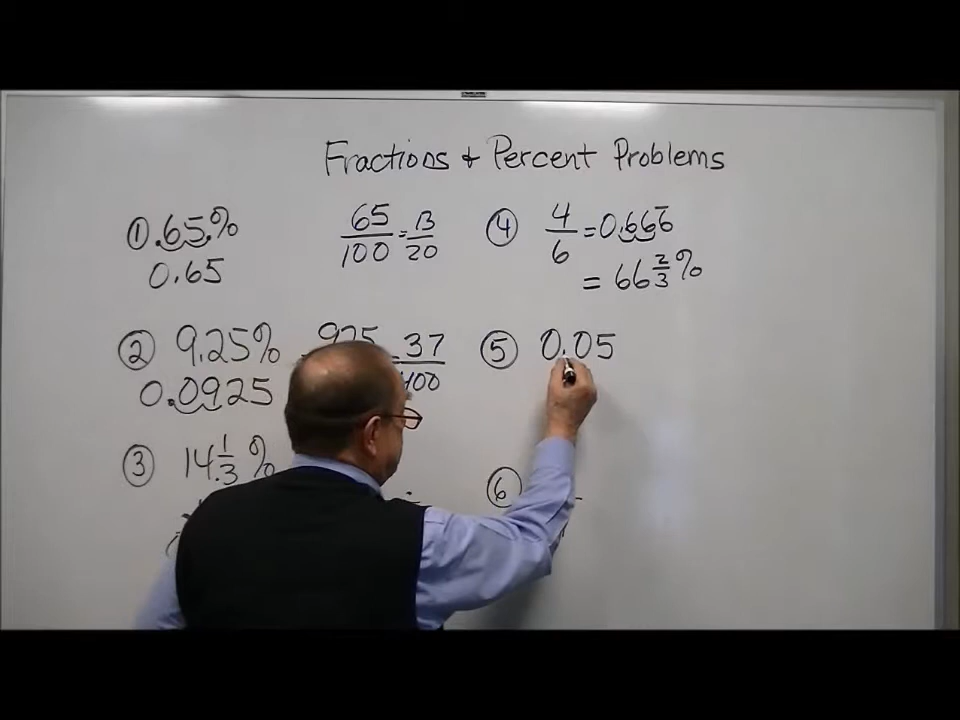 Fractions + Percent Problems
① .65.%
0.65
65/100 = 13/20
② 9.25%
0.0925
925
= 37/400
③ 14 1/3 %
④ 4/6 = 0.666̅
= 66 2/3 %
⑤ 0.05
⑥